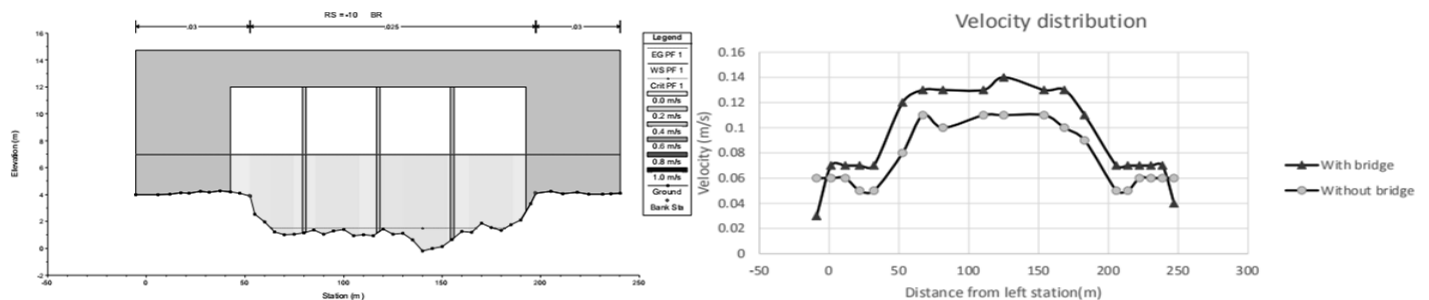 RS = -10 BR
.03 .025 .03
16
14
12
10
8
6
4
2
0
-2
-50 0 50 100 150 200 250
Elevation (m)
Station (m)
Legend
EG PF 1
WS PF 1
Crit PF 1
0.0 m/s
0.2 m/s
0.4 m/s
0.6 m/s
0.8 m/s
1.0 m/s
Ground
Bank Sta
Velocity distribution
0.16
0.14
0.12
0.1
0.08
0.06
0.04
0.02
0
-50 0 50 100 150 200 250 300
Velocity (m/s)
Distance from left station(m)
With bridge
Without bridge